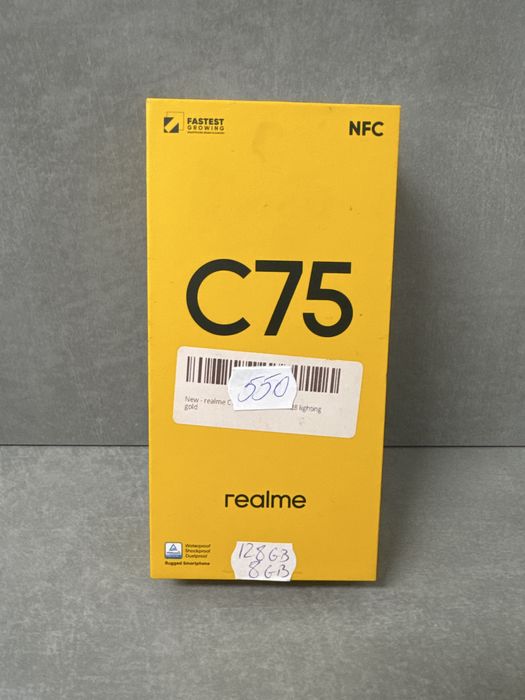 FASTEST
GROWING
NFC
C75
550
New - realme
lightning
gold
realme
Waterproof
Shockproof
Dustproof
Rugged Smartphone
128GB
8GB